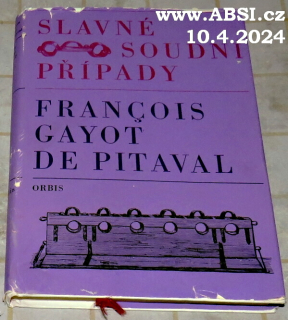 www.ABSI.cz
10.4.2024
SLAVNÉ
SOUDNÍ
PŘÍPADY
FRANÇOIS
GAYOT
DE PITAVAL
ORBIS